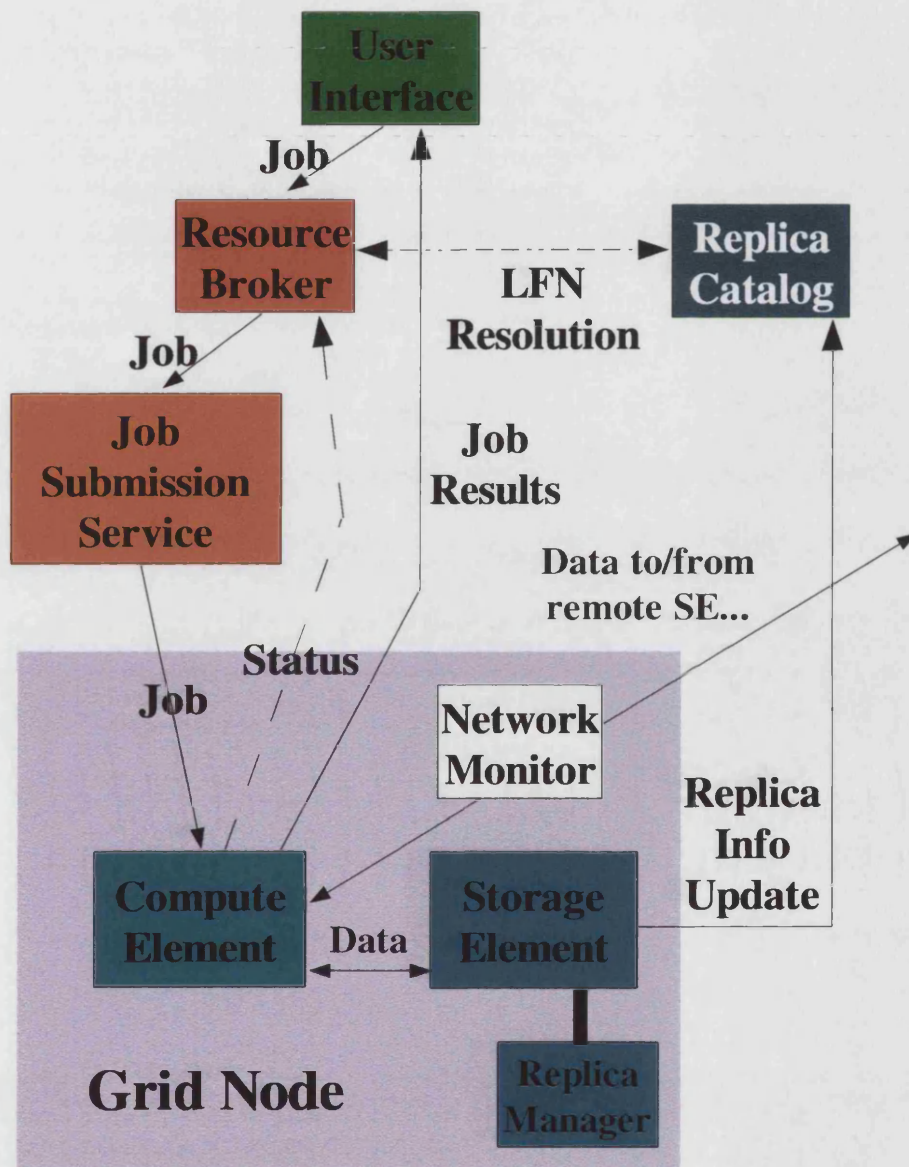 User
Interface
Job
Resource
Broker
Replica
Catalog
LFN
Resolution
Job
Job
Submission
Service
Job
Results
Data to/from
remote SE...
Status
Job
Network
Monitor
Replica
Info
Update
Compute
Element
Data
Storage
Element
Grid Node
Replica
Manager